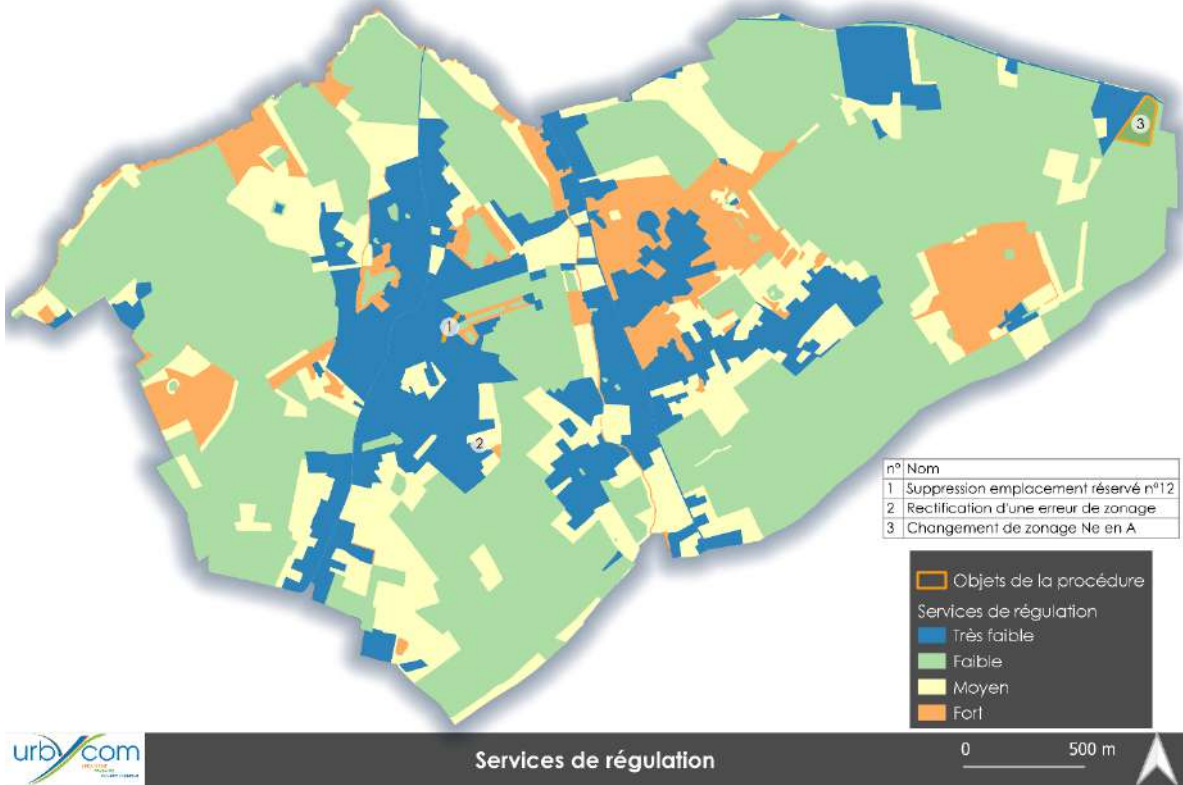 3
1
2
n° Nom
1 Suppression emplacement réservé n°12
2 Rectification d'une erreur de zonage
3 Changement de zonage Ne en A
Objets de la procédure
Services de régulation
Très faible
Faible
Moyen
Fort
urbycom
Services de régulation
0 500 m